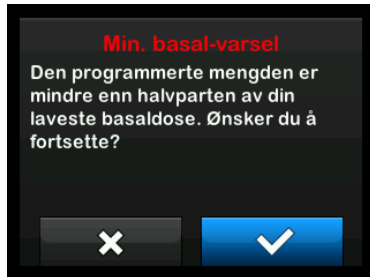 Min. basal-varsel
Den programmerte mengden er
mindre enn halvparten av din
laveste basaldose. Ønsker du å
fortsette?